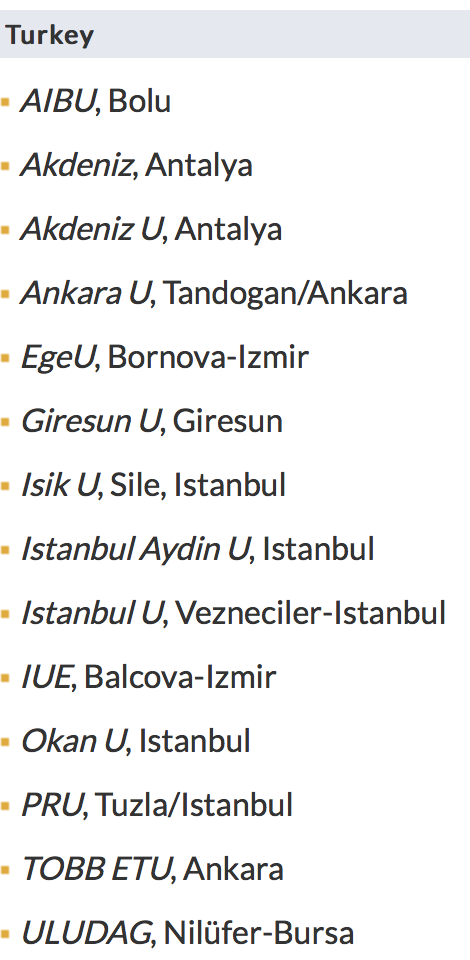 Turkey
AIBU, Bolu
Akdeniz, Antalya
Akdeniz U, Antalya
Ankara U, Tandogan/Ankara
EgeU, Bornova-Izmir
Giresun U, Giresun
Isik U, Sile, Istanbul
Istanbul Aydin U, Istanbul
Istanbul U, Vezneciler-Istanbul
IUE, Balcova-Izmir
Okan U, Istanbul
PRU, Tuzla/Istanbul
TOBB ETU, Ankara
ULUDAG, Nilüfer-Bursa